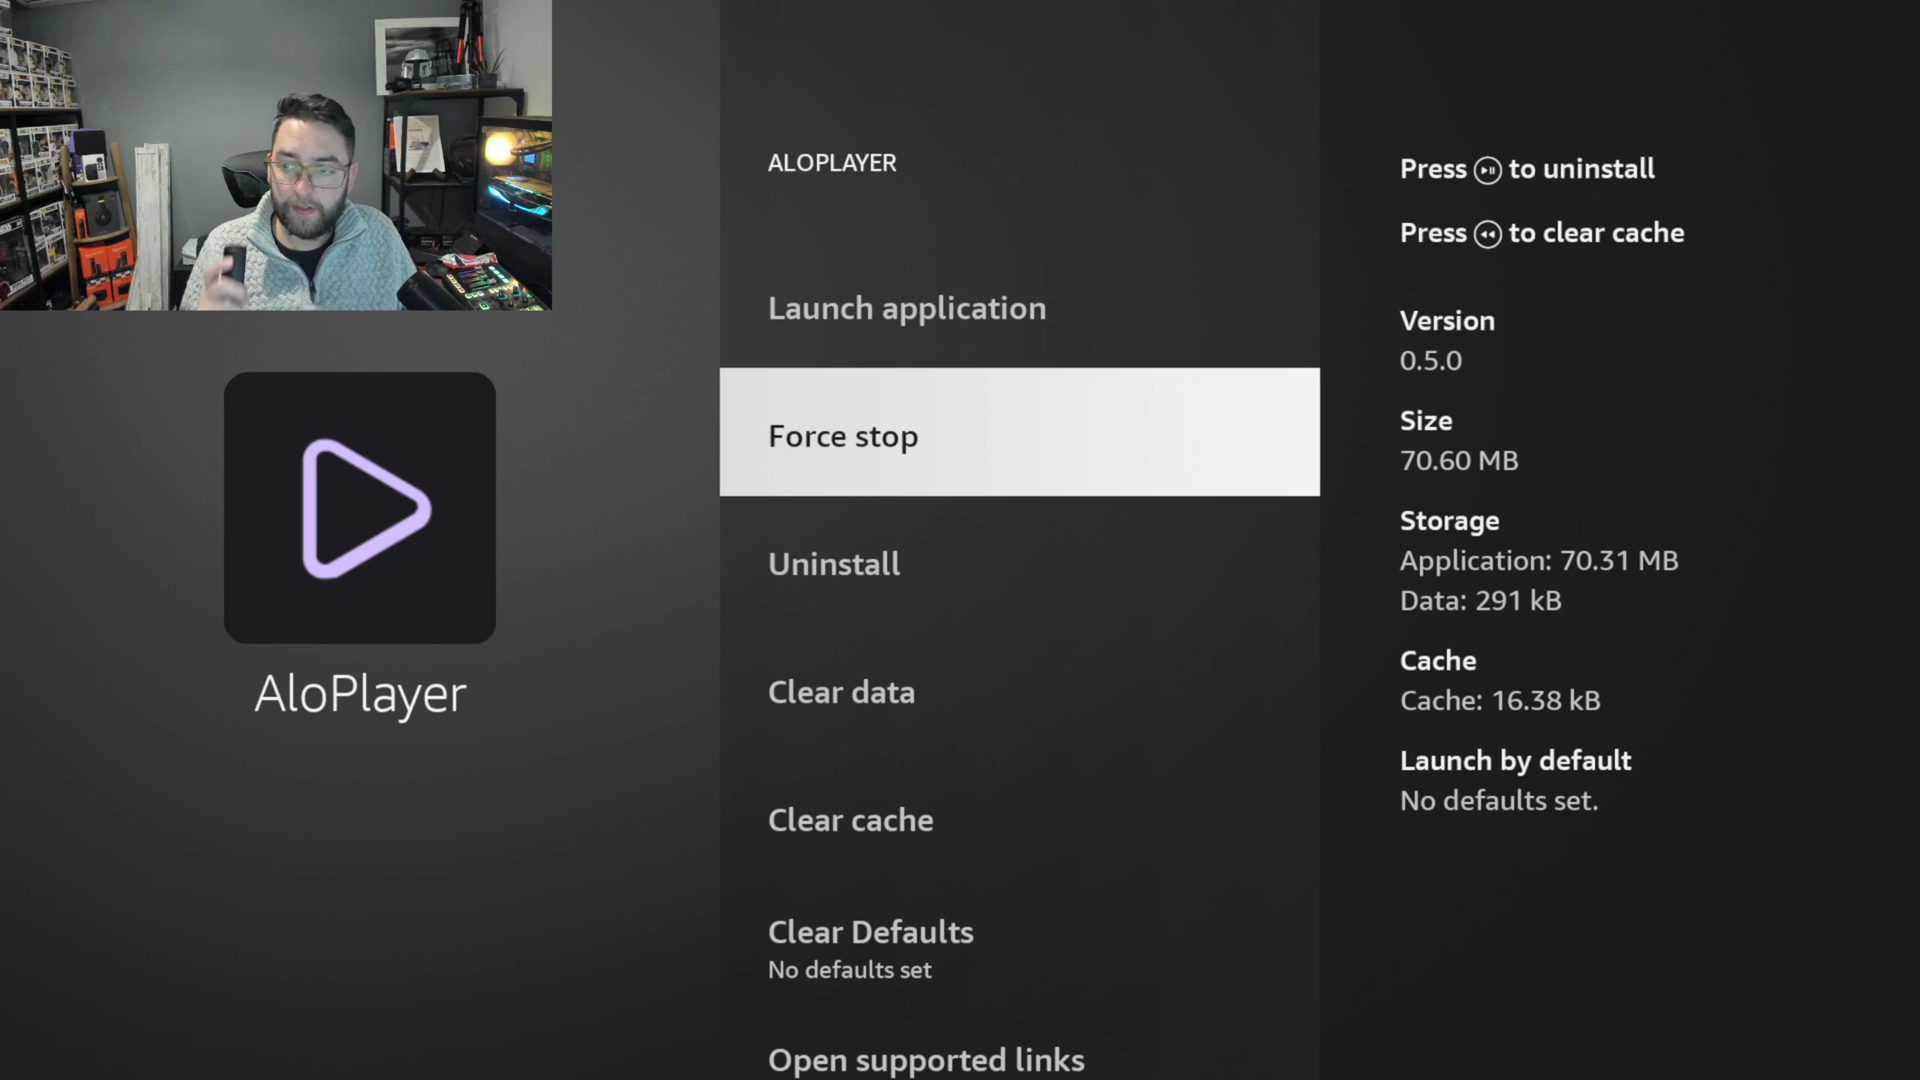 ALOPLAYER
Launch application
Force stop
Uninstall
Clear data
Clear cache
Clear Defaults
No defaults set
Open supported links
AloPlayer
Press to uninstall
Press to clear cache
Version
0.5.0
Size
70.60 MB
Storage
Application: 70.31 MB
Data: 291 kB
Cache
Cache: 16.38 kB
Launch by default
No defaults set.